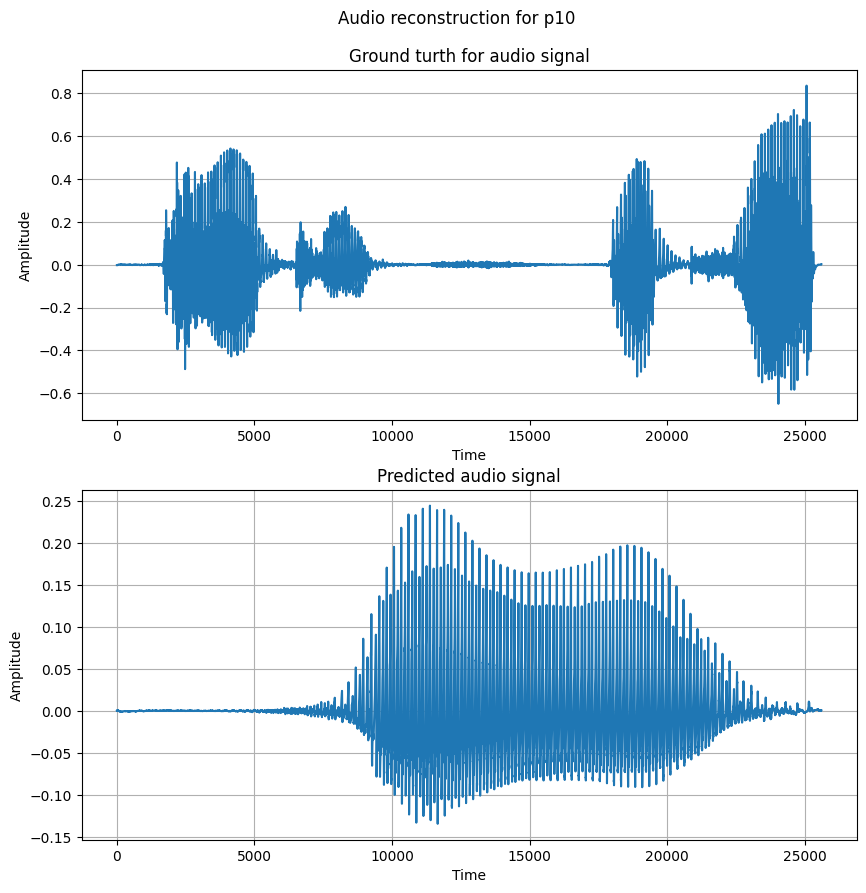 Audio reconstruction for p10
Ground turth for audio signal
0.8
0.6
0.4
0.2
0.0
−0.2
−0.4
−0.6
Amplitude
0 5000 10000 15000 20000 25000
Time
Predicted audio signal
0.25
0.20
0.15
0.10
0.05
0.00
−0.05
−0.10
−0.15
Amplitude
0 5000 10000 15000 20000 25000
Time